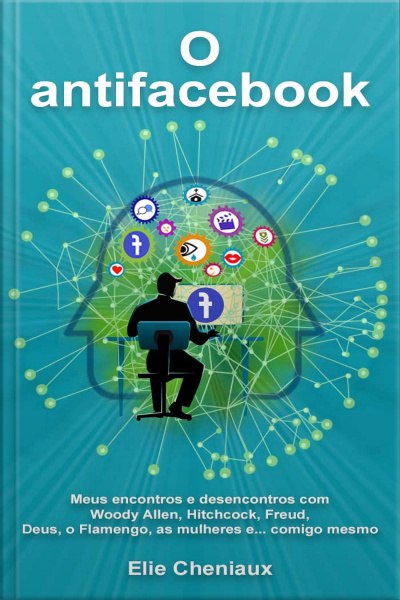 O
antifacebook
Meus encontros e desencontros com
Woody Allen, Hitchcock, Freud,
Deus, o Flamengo, as mulheres e... comigo mesmo
Elie Cheniaux